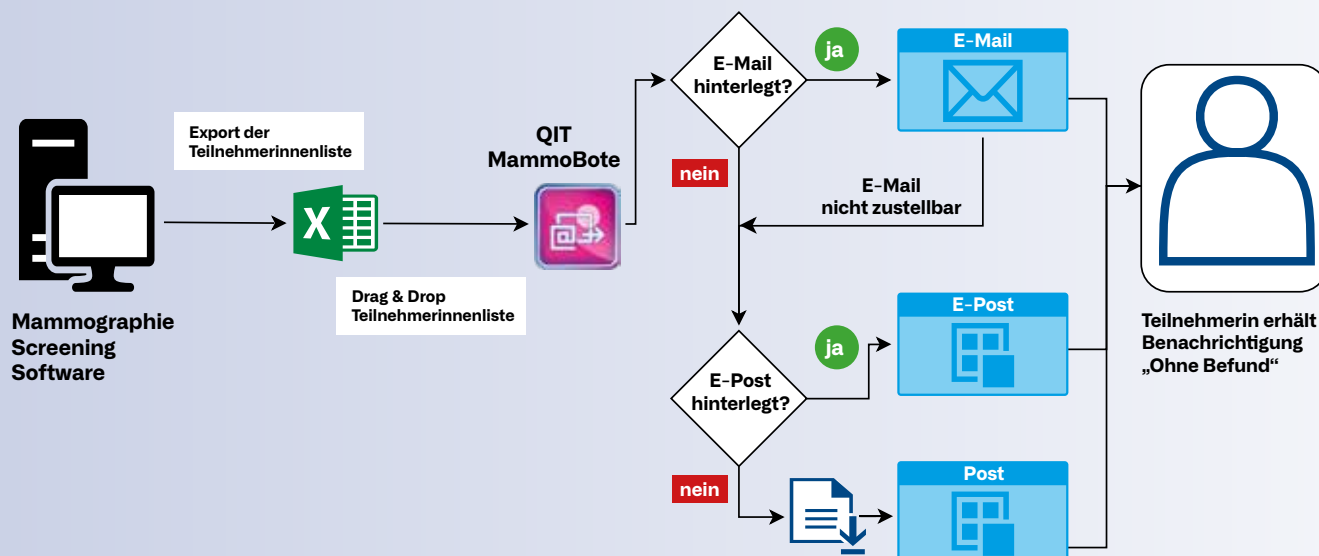 Mammographie
Screening
Software
Export der
Teilnehmerinnenliste
X
Drag & Drop
Teilnehmerinnenliste
QIT
MammoBote
@
E-Mail
hinterlegt?
ja
nein
E-Mail
E-Mail
nicht zustellbar
E-Post
hinterlegt?
ja
nein
E-Post
Post
Teilnehmerin erhält
Benachrichtigung
„Ohne Befund“